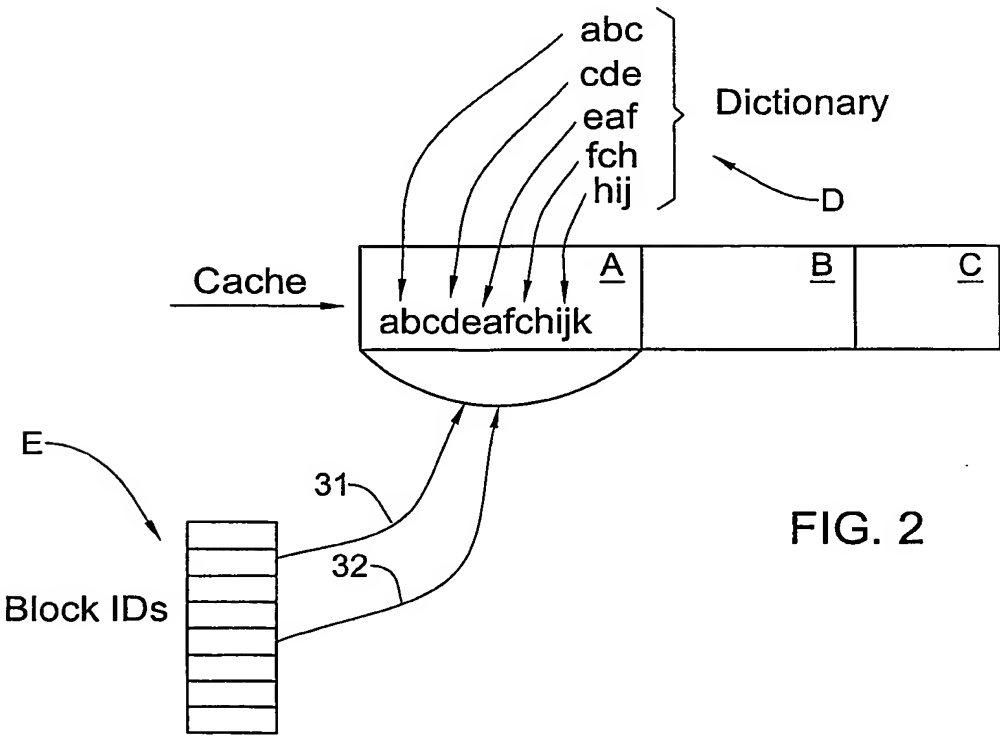 abc
cde
eaf
fch
hij
Dictionary
D
A
B
C
Cache
abcdeafchijk
E
31
32
Block IDs
FIG. 2